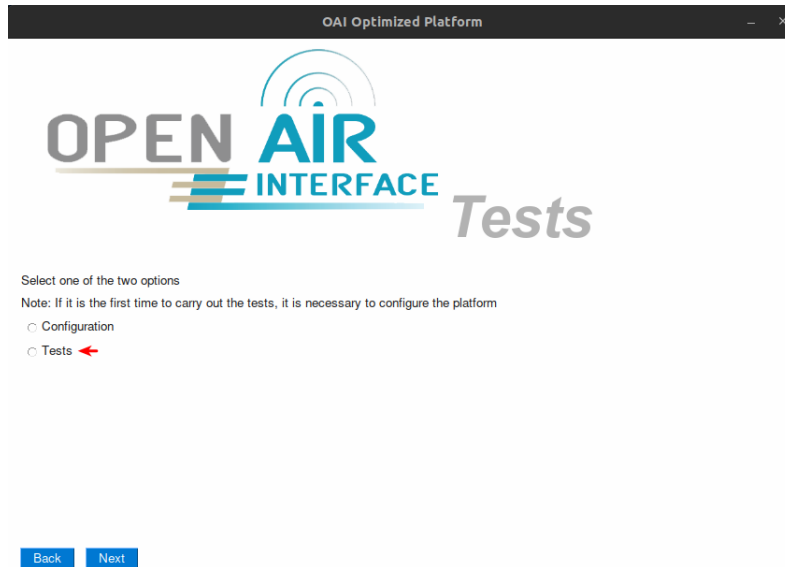 OAI Optimized Platform
OPEN AIR
INTERFACE
Tests
Select one of the two options
Note: If it is the first time to carry out the tests, it is necessary to configure the platform
Configuration
Tests
Back Next